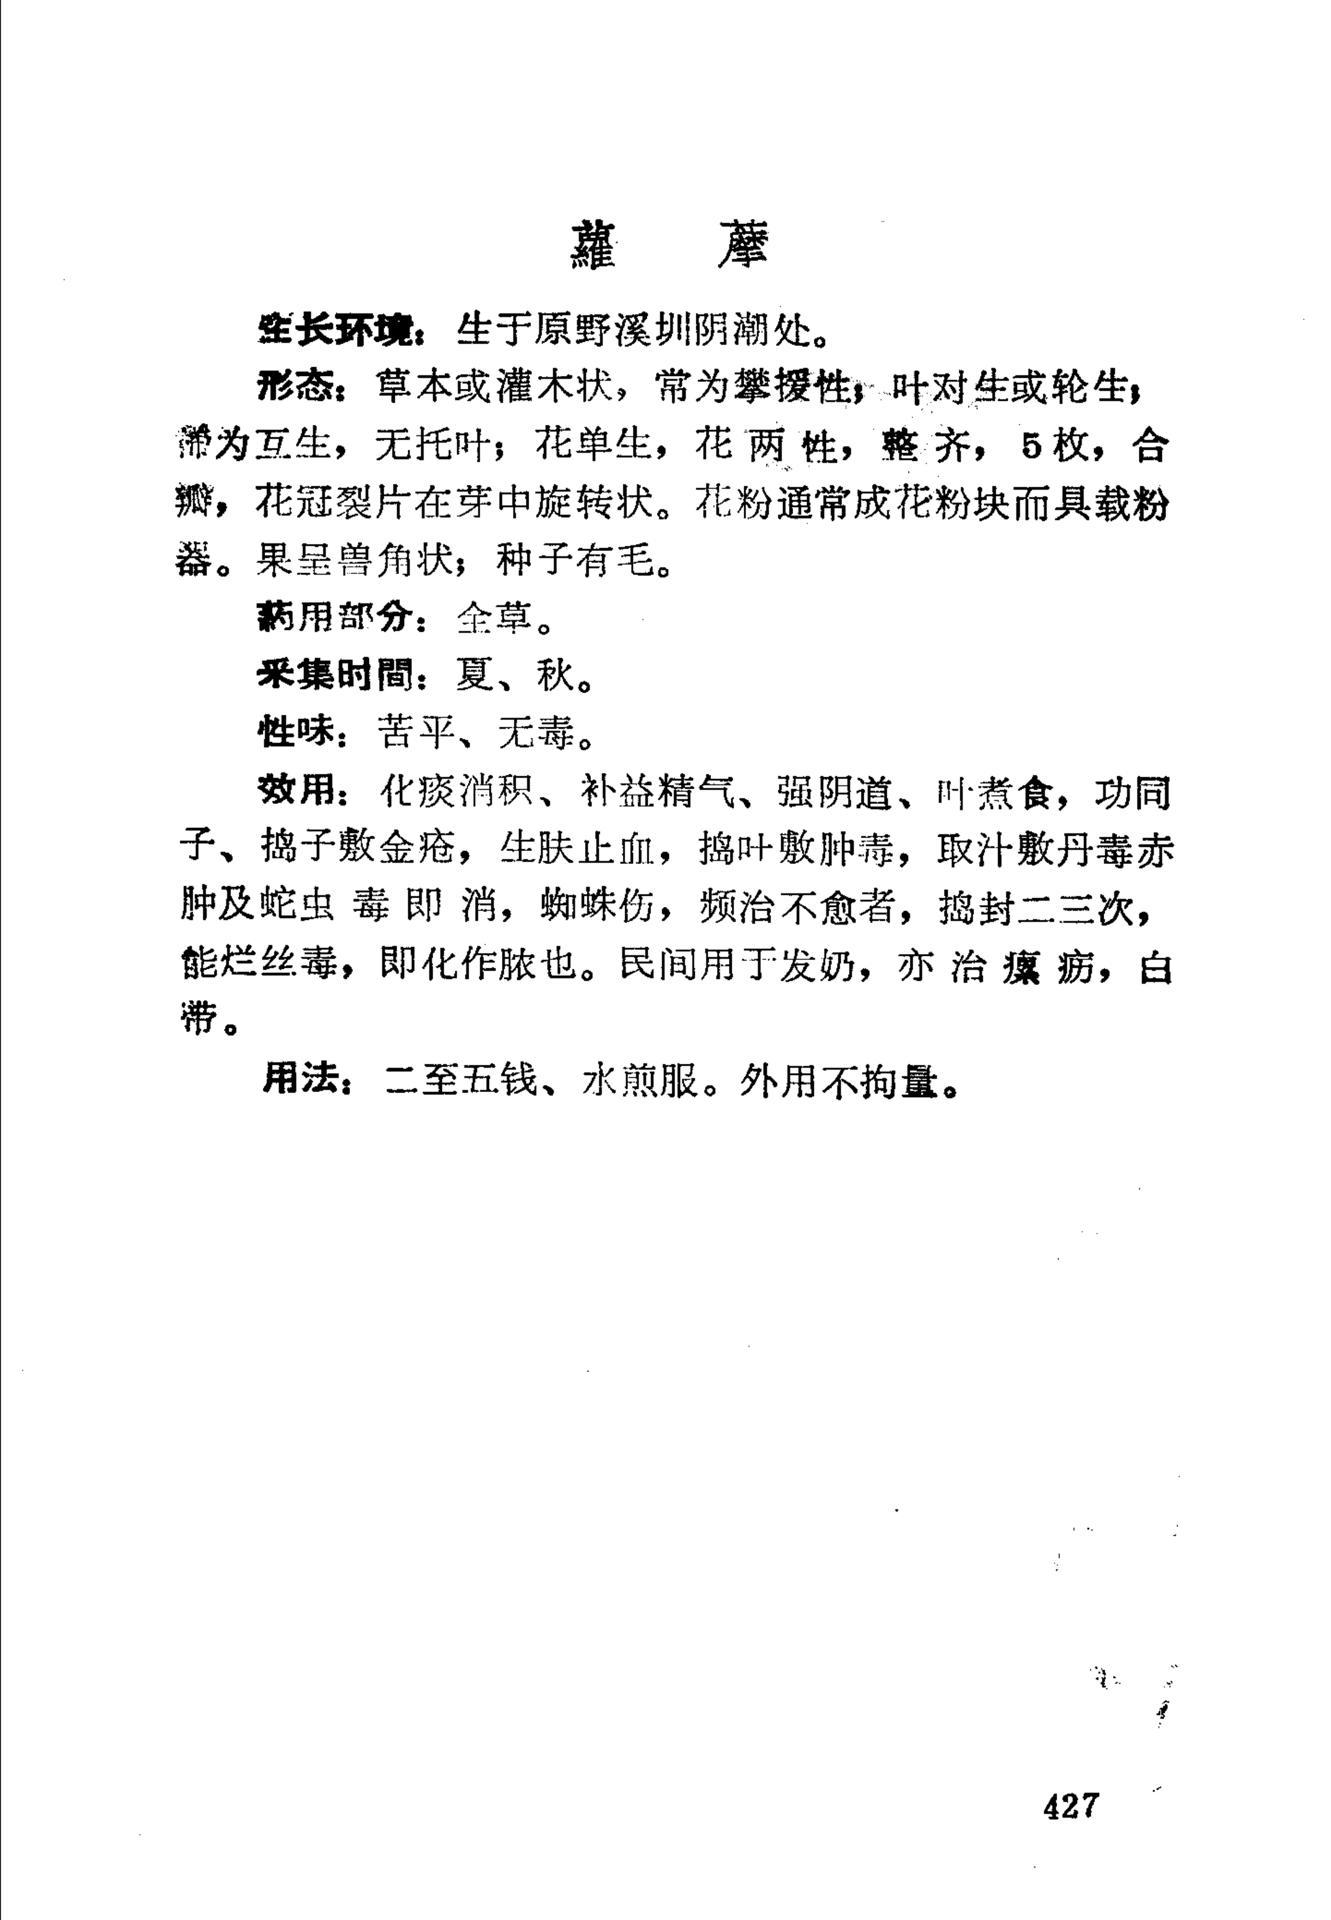 蘿　藦
生长环境：生于原野溪圳阴潮处。
形态：草本或灌木状，常为攀援性；叶对生或轮生；
常为互生，无托叶；花单生，花两性，整齐，5枚，合
瓣，花冠裂片在芽中旋转状。花粉通常成花粉块而具载粉
器。果呈兽角状；种子有毛。
药用部分：全草。
采集时間：夏、秋。
性味：苦平、无毒。
效用：化痰消积、补益精气、强阴道、叶煮食，功同
子、捣子敷金疮，生肤止血，捣叶敷肿毒，取汁敷丹毒赤
肿及蛇虫毒即消，蜘蛛伤，频治不愈者，捣封二三次，
能烂丝毒，即化作脓也。民间用于发奶，亦治瘰疬，白
带。
用法：二至五钱、水煎服。外用不拘量。
427